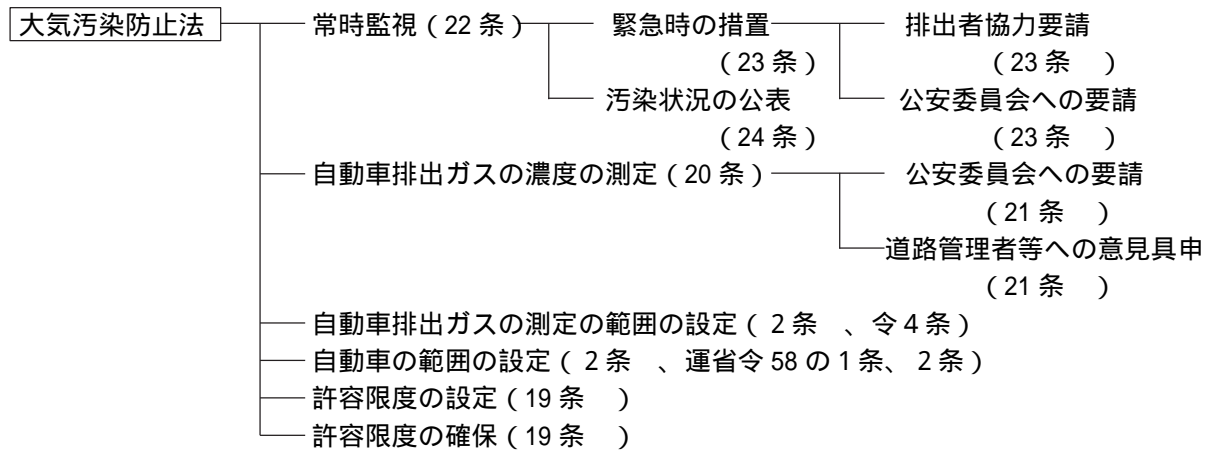 大気汚染防止法 常時監視(22条) 緊急時の措置 排出者協力要請
(23条) (23条 )
汚染状況の公表 公安委員会への要請
(24条) (23条 )
自動車排出ガスの濃度の測定(20条) 公安委員会への要請
(21条 )
道路管理者等への意見具申
(21条 )
自動車排出ガスの測定の範囲の設定(2条 、令4条)
自動車の範囲の設定(2条 、運省令58の1条、2条)
許容限度の設定(19条 )
許容限度の確保(19条 )